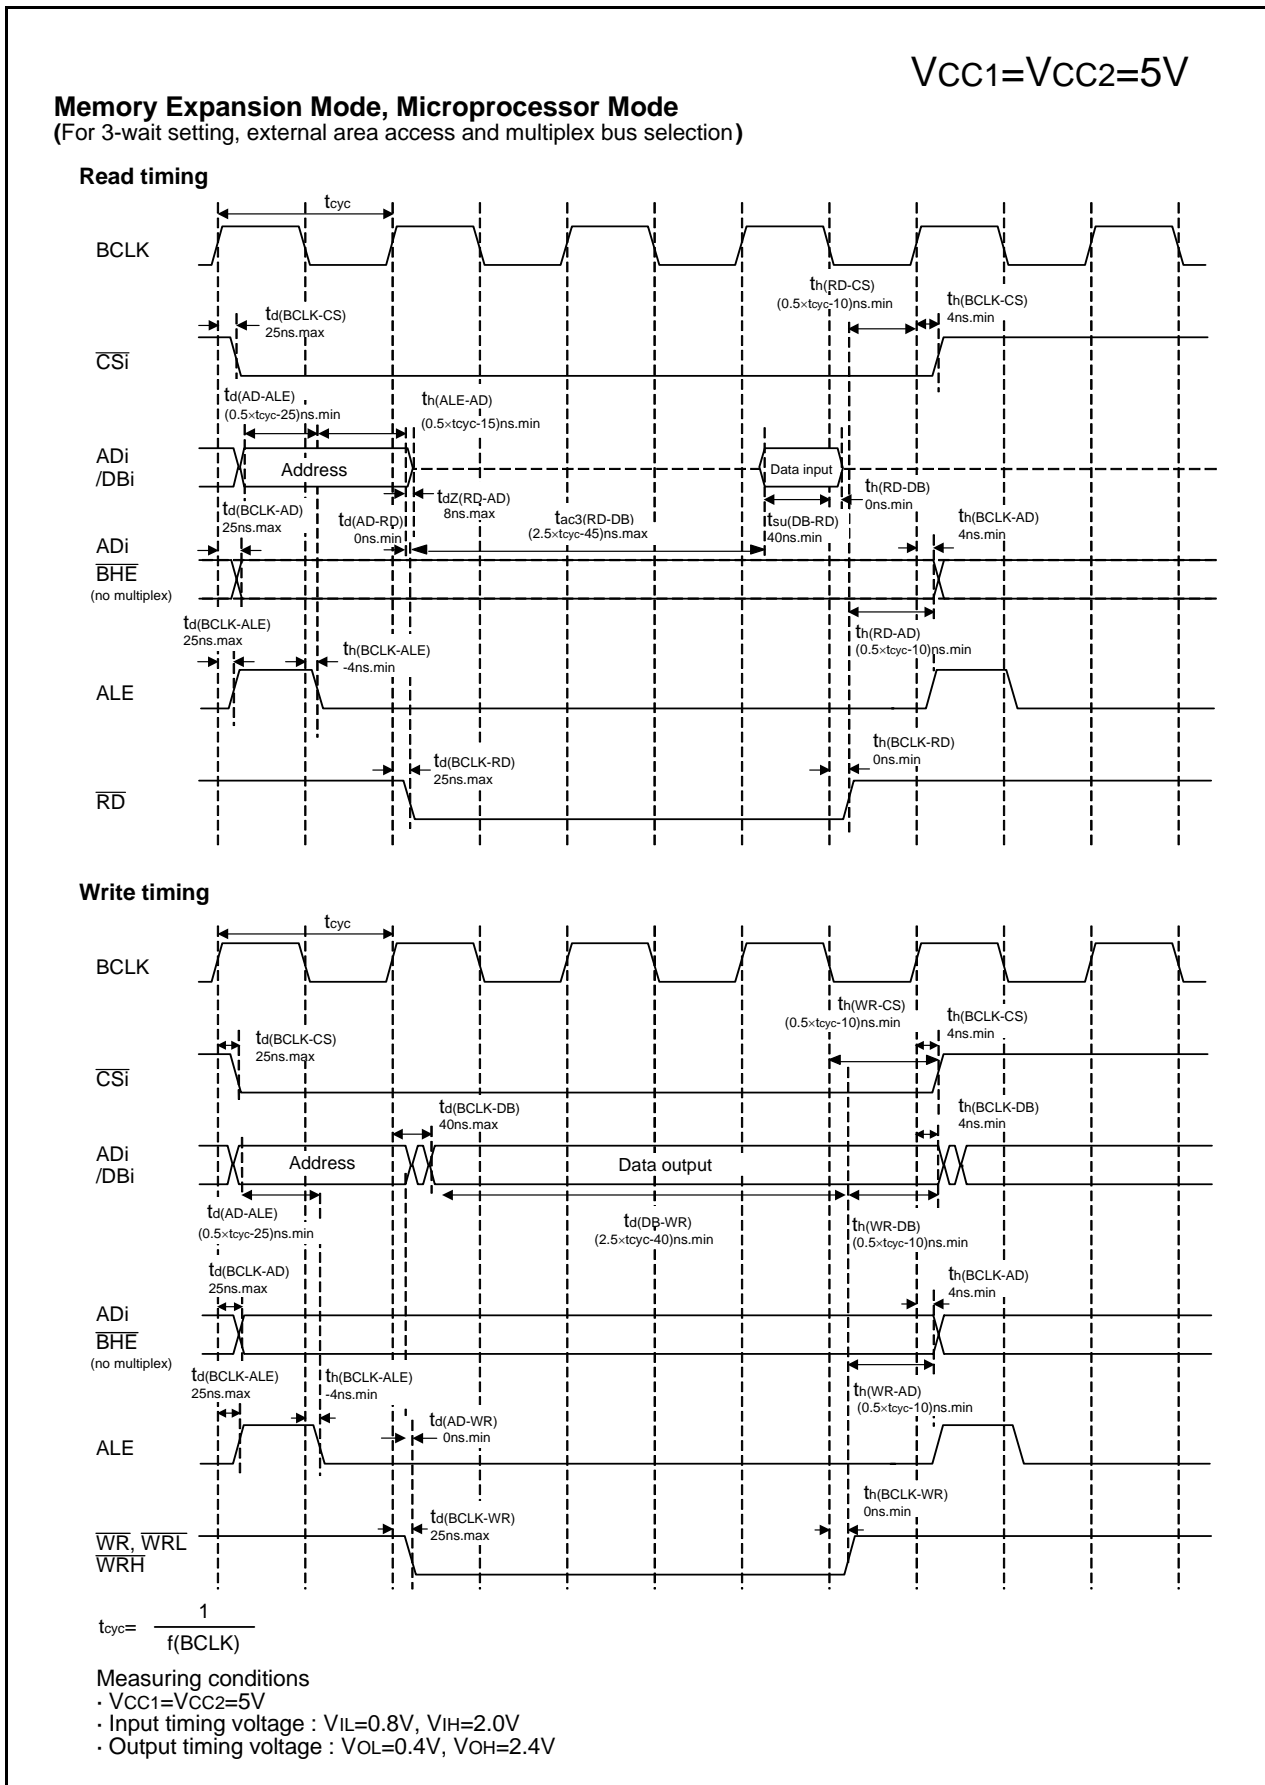 VCC1=VCC2=5V
Memory Expansion Mode, Microprocessor Mode
(For 3-wait setting, external area access and multiplex bus selection)
Read timing
tcyc
BCLK
th(RD-CS)
(0.5×tcyc-10)ns.min
th(BCLK-CS)
4ns.min
td(BCLK-CS)
25ns.max
CSi
td(AD-ALE)
(0.5×tcyc-25)ns.min
th(ALE-AD)
(0.5×tcyc-15)ns.min
ADi
/DBi
Address
Data input
td(BCLK-AD)
25ns.max
td(AD-RD)
0ns.min
tdZ(RD-AD)
8ns.max
tac3(RD-DB)
(2.5×tcyc-45)ns.max
tsu(DB-RD)
40ns.min
th(RD-DB)
0ns.min
th(BCLK-AD)
4ns.min
ADi
BHE
(no multiplex)
td(BCLK-ALE)
25ns.max
th(BCLK-ALE)
-4ns.min
th(RD-AD)
(0.5×tcyc-10)ns.min
ALE
td(BCLK-RD)
25ns.max
th(BCLK-RD)
0ns.min
RD
Write timing
tcyc
BCLK
th(WR-CS)
(0.5×tcyc-10)ns.min
th(BCLK-CS)
4ns.min
td(BCLK-CS)
25ns.max
CSi
td(BCLK-DB)
40ns.max
th(BCLK-DB)
4ns.min
ADi
/DBi
Address
Data output
td(AD-ALE)
(0.5×tcyc-25)ns.min
td(DB-WR)
(2.5×tcyc-40)ns.min
th(WR-DB)
(0.5×tcyc-10)ns.min
td(BCLK-AD)
25ns.max
th(BCLK-AD)
4ns.min
ADi
BHE
(no multiplex)
td(BCLK-ALE)
25ns.max
th(BCLK-ALE)
-4ns.min
th(WR-AD)
(0.5×tcyc-10)ns.min
td(AD-WR)
0ns.min
ALE
td(BCLK-WR)
25ns.max
th(BCLK-WR)
0ns.min
WR, WRL
WRH
tcyc= 1
f(BCLK)
Measuring conditions
· VCC1=VCC2=5V
· Input timing voltage : VIL=0.8V, VIH=2.0V
· Output timing voltage : VOL=0.4V, VOH=2.4V